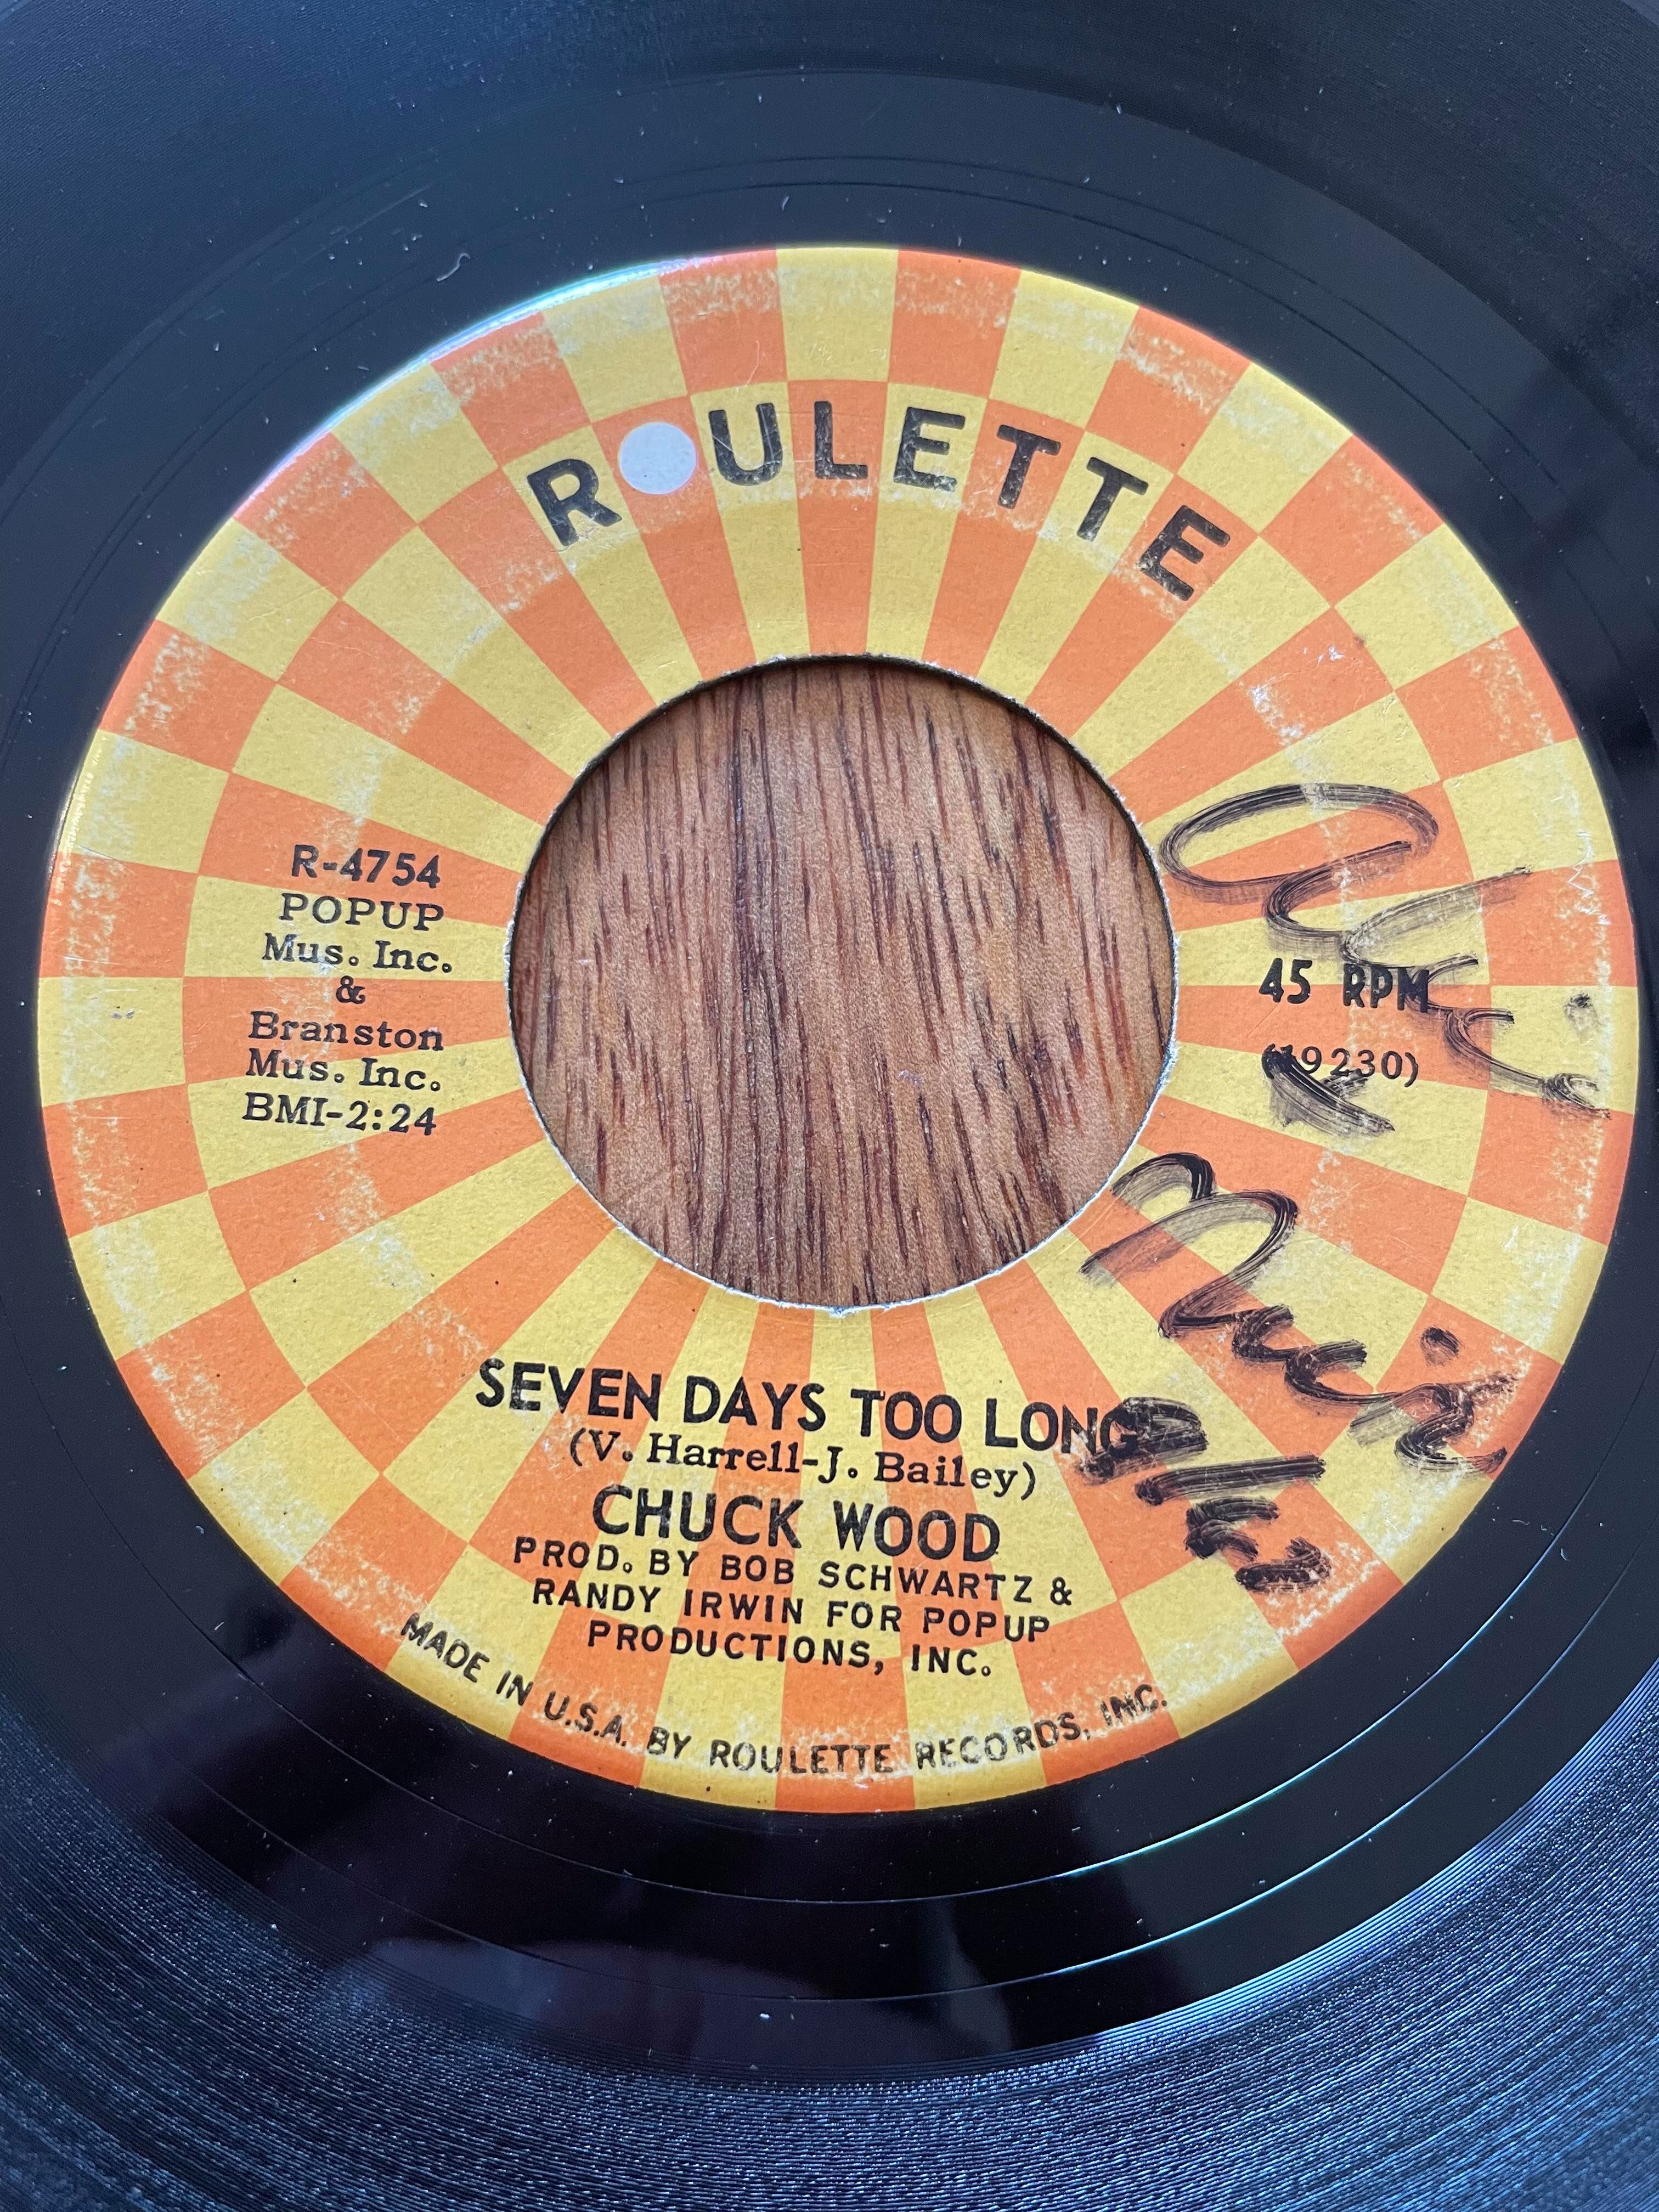 ROULETTE
R-4754
POPUP
Mus. Inc.
&
Branston
Mus. Inc.
BMI-2:24
45 RPM
(19230)
SEVEN DAYS TOO LONG
(V. Harrell-J. Bailey)
CHUCK WOOD
PROD. BY BOB SCHWARTZ &
RANDY IRWIN FOR POPUP
PRODUCTIONS, INC.
MADE IN U.S.A. BY ROULETTE RECORDS, INC.